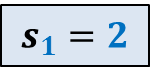 s₁ = 2